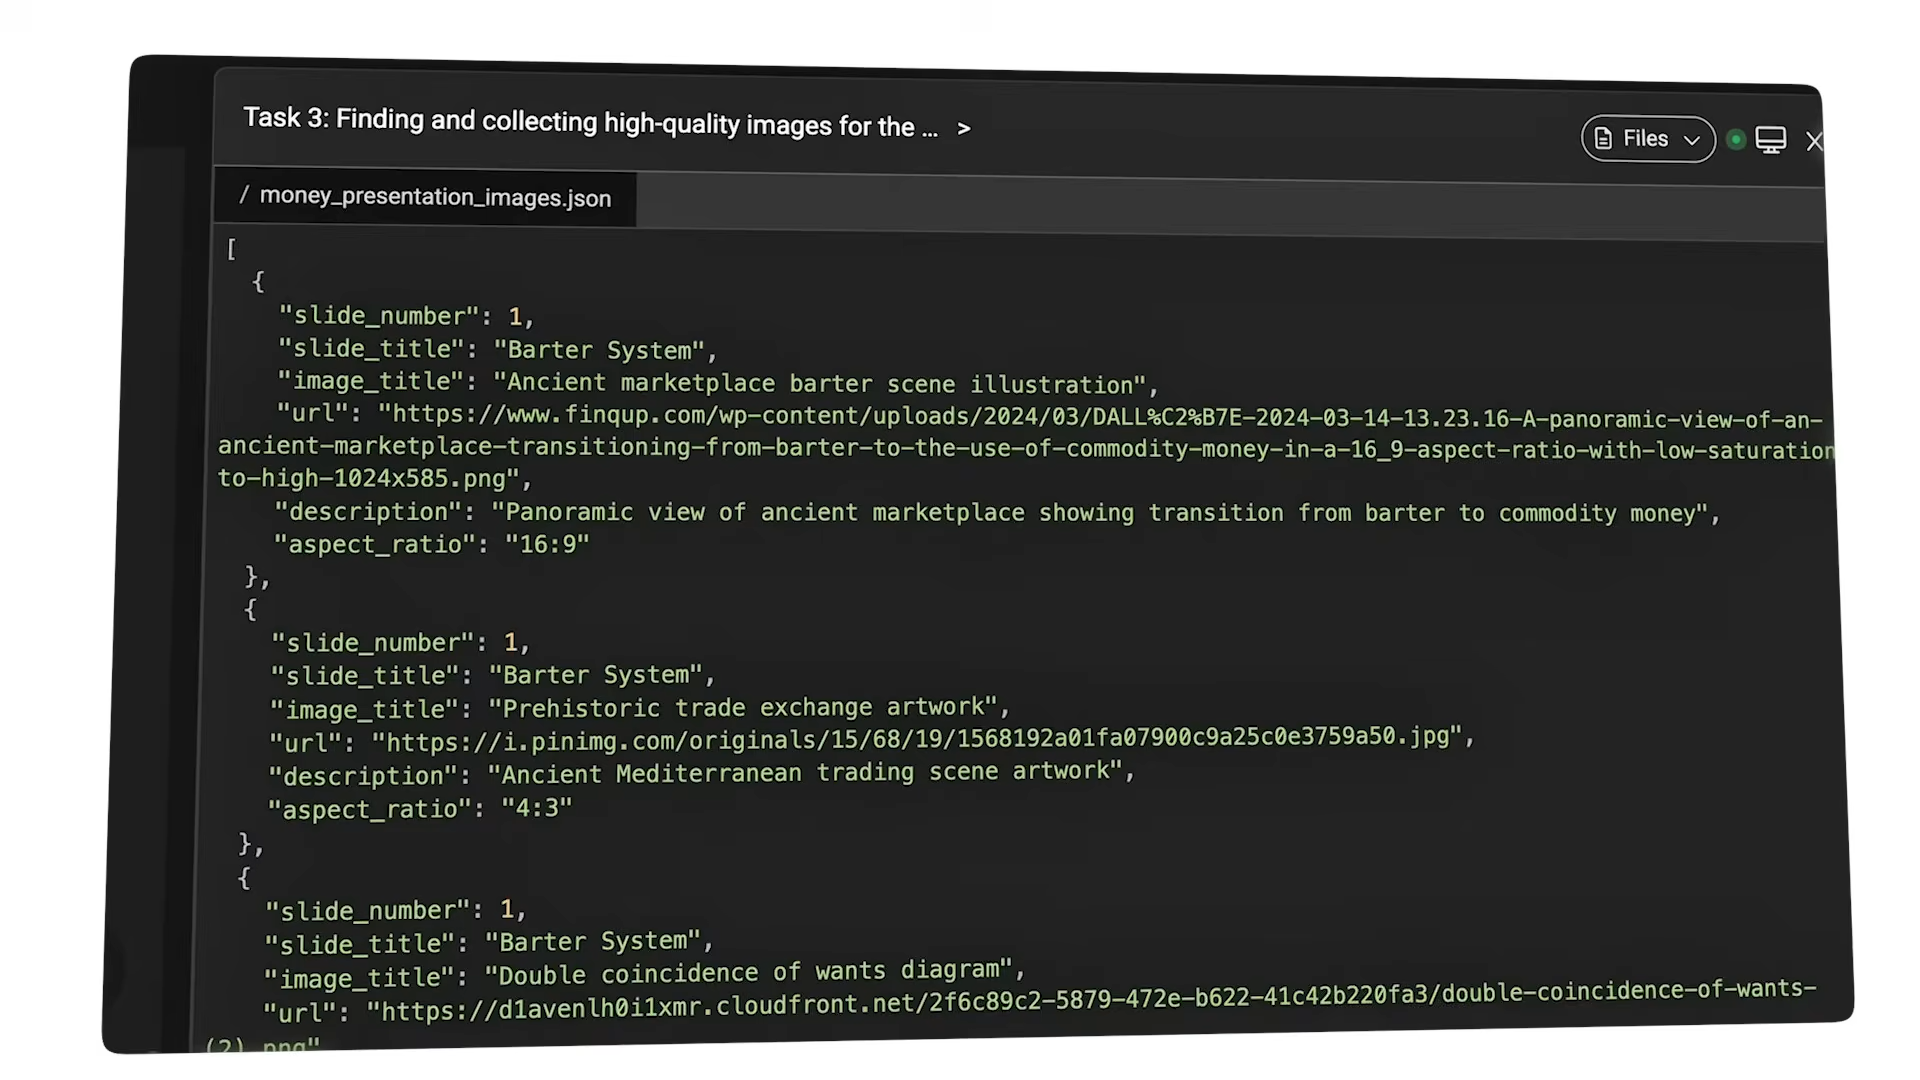 Task 3: Finding and collecting high-quality images for the ... >
Files
/ money_presentation_images.json
[
{
"slide_number": 1,
"slide_title": "Barter System",
"image_title": "Ancient marketplace barter scene illustration",
"url": "https://www.finqup.com/wp-content/uploads/2024/03/DALL%C2%B7E-2024-03-14-13.23.16-A-panoramic-view-of-an-
ancient-marketplace-transitioning-from-barter-to-the-use-of-commodity-money-in-a-16_9-aspect-ratio-with-low-saturation
to-high-1024x585.png",
"description": "Panoramic view of ancient marketplace showing transition from barter to commodity money",
"aspect_ratio": "16:9"
},
{
"slide_number": 1,
"slide_title": "Barter System",
"image_title": "Prehistoric trade exchange artwork",
"url": "https://i.pinimg.com/originals/15/68/19/1568192a01fa07900c9a25c0e3759a50.jpg",
"description": "Ancient Mediterranean trading scene artwork",
"aspect_ratio": "4:3"
},
{
"slide_number": 1,
"slide_title": "Barter System",
"image_title": "Double coincidence of wants diagram",
"url": "https://d1avenlh0i1xmr.cloudfront.net/2f6c89c2-5879-472e-b622-41c42b220fa3/double-coincidence-of-wants-
(2).png"